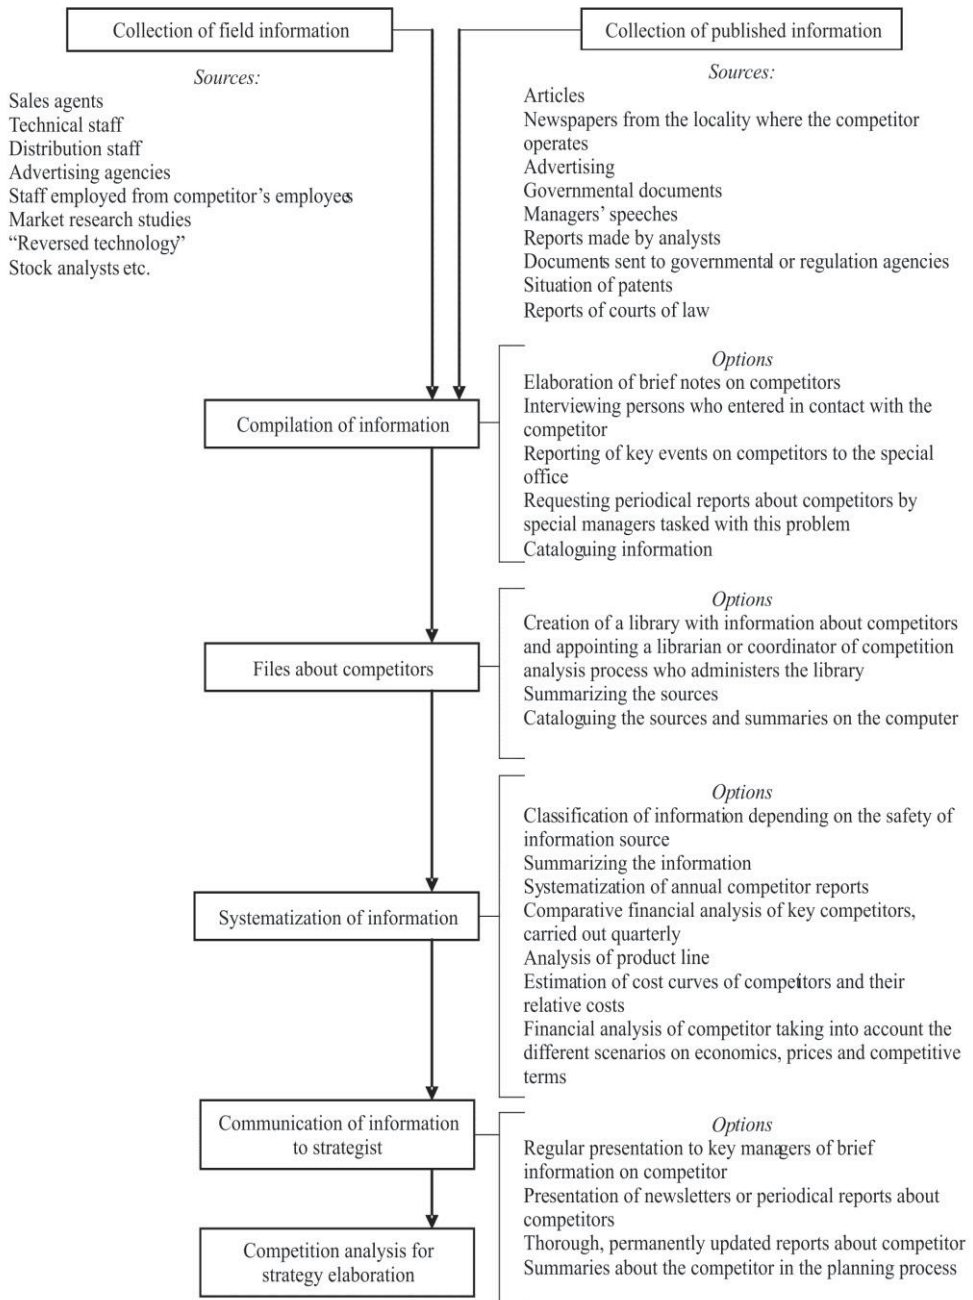 Collection of field information
Collection of published information
Sources:
Sales agents
Technical staff
Distribution staff
Advertising agencies
Staff employed from competitor's employees
Market research studies
“Reversed technology”
Stock analysts etc.
Sources:
Articles
Newspapers from the locality where the competitor
operates
Advertising
Governmental documents
Managers' speeches
Reports made by analysts
Documents sent to governmental or regulation agencies
Situation of patents
Reports of courts of law
Compilation of information
Options
Elaboration of brief notes on competitors
Interviewing persons who entered in contact with the
competitor
Reporting of key events on competitors to the special
office
Requesting periodical reports about competitors by
special managers tasked with this problem
Cataloguing information
Files about competitors
Options
Creation of a library with information about competitors
and appointing a librarian or coordinator of competition
analysis process who administers the library
Summarizing the sources
Cataloguing the sources and summaries on the computer
Systematization of information
Options
Classification of information depending on the safety of
information source
Summarizing the information
Systematization of annual competitor reports
Comparative financial analysis of key competitors,
carried out quarterly
Analysis of product line
Estimation of cost curves of competitors and their
relative costs
Financial analysis of competitor taking into account the
different scenarios on economics, prices and competitive
terms
Communication of information
to strategist
Options
Regular presentation to key managers of brief
information on competitor
Presentation of newsletters or periodical reports about
competitors
Thorough, permanently updated reports about competitor
Summaries about the competitor in the planning process
Competition analysis for
strategy elaboration